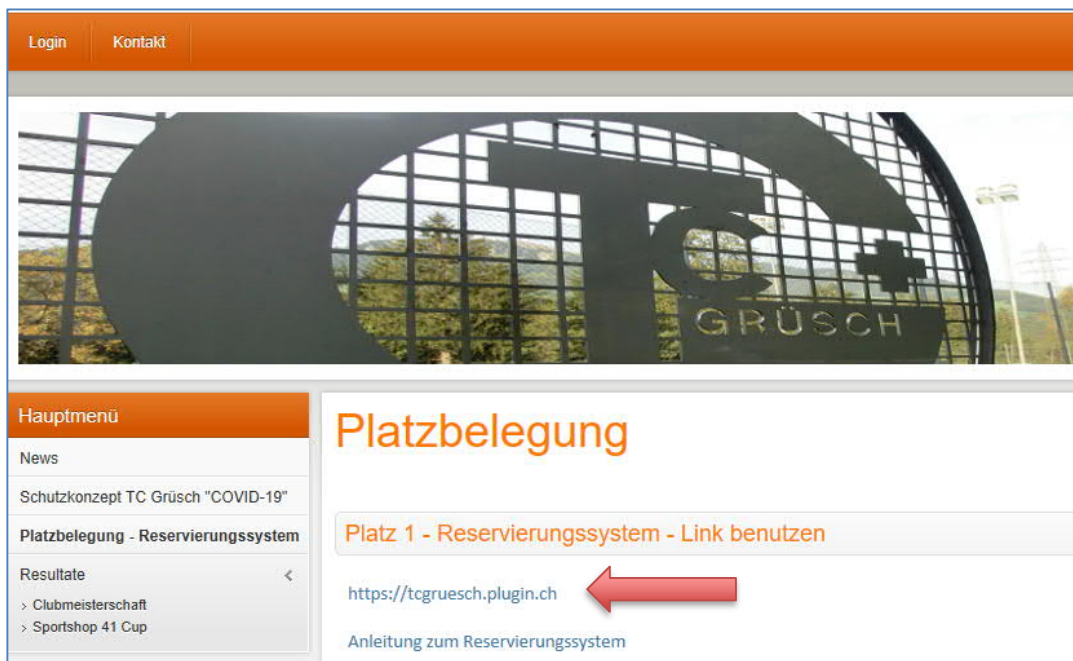 Login Kontakt
TC
GRÜSCH
Hauptmenü
News
Schutzkonzept TC Grüsch "COVID-19"
Platzbelegung - Reservierungssystem
Resultate
> Clubmeisterschaft
> Sportshop 41 Cup
Platzbelegung
Platz 1 - Reservierungssystem - Link benutzen
https://tcgruesch.plugin.ch
Anleitung zum Reservierungssystem